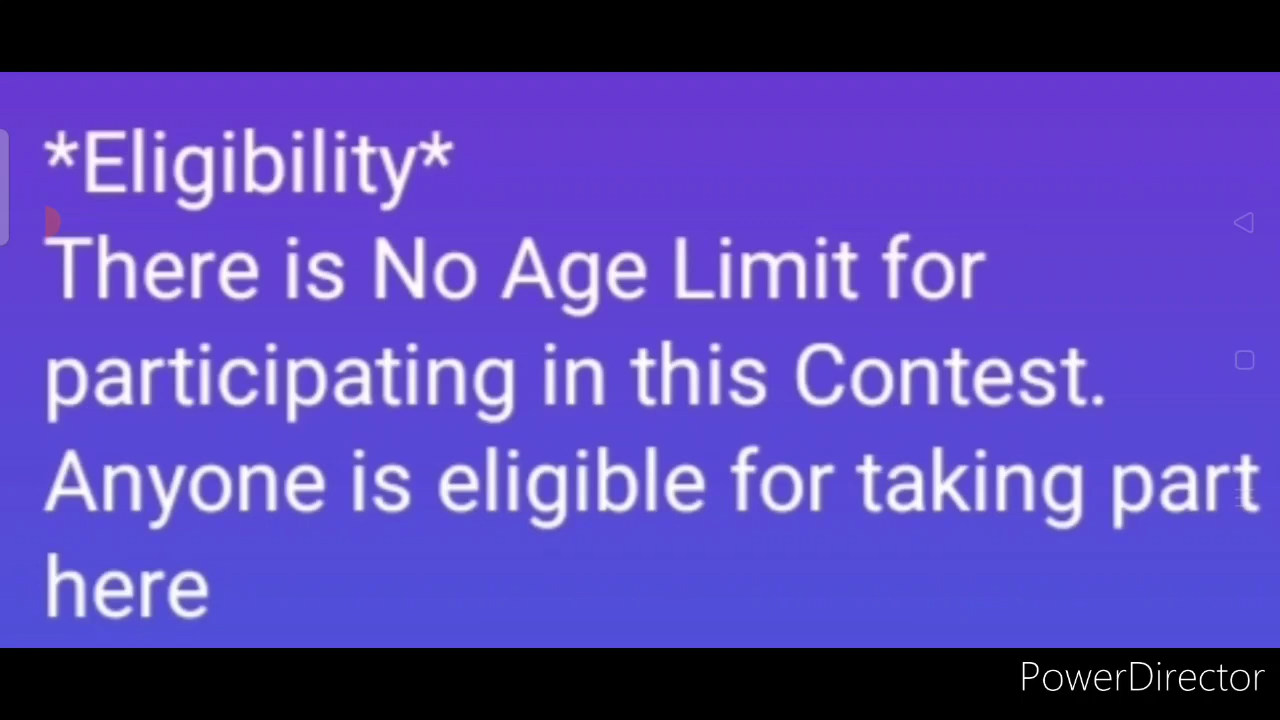 *Eligibility*
There is No Age Limit for
participating in this Contest.
Anyone is eligible for taking part
here
PowerDirector